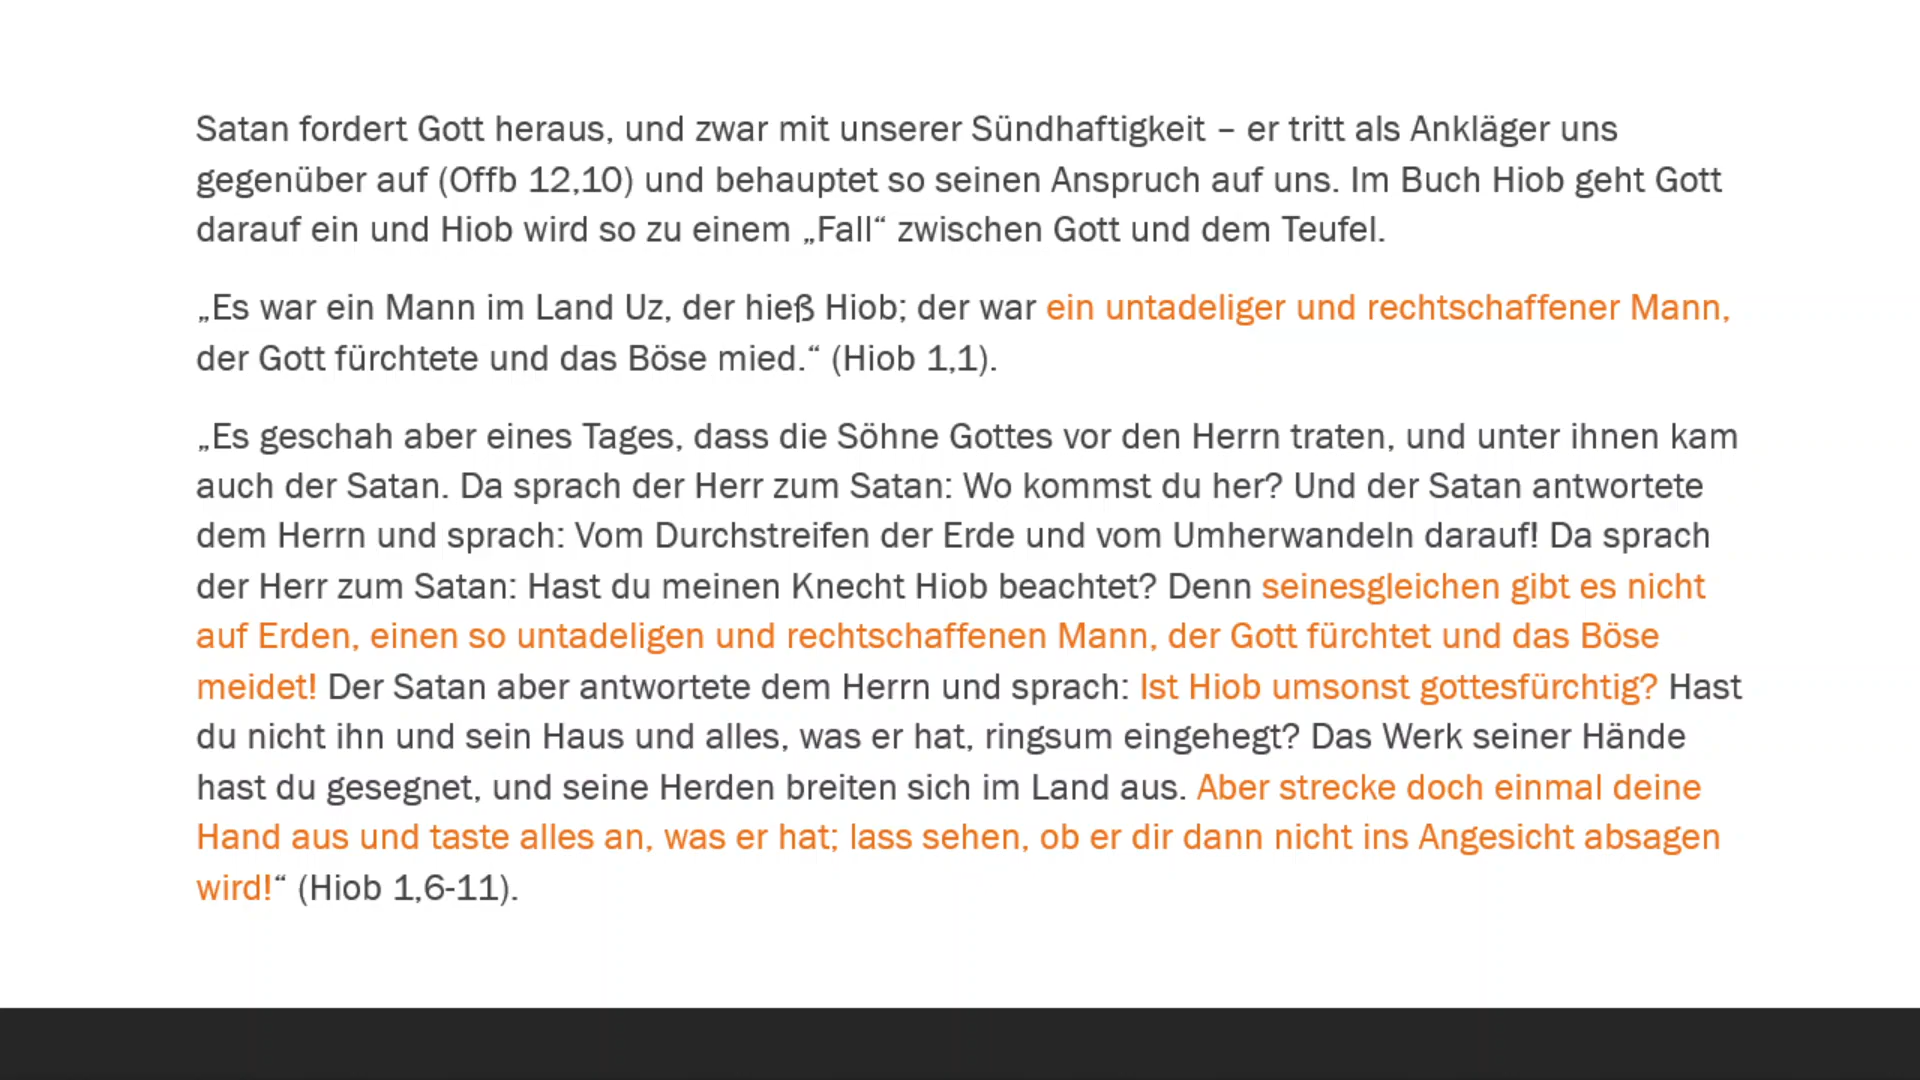 Satan fordert Gott heraus, und zwar mit unserer Sündhaftigkeit – er tritt als Ankläger uns
gegenüber auf (Offb 12,10) und behauptet so seinen Anspruch auf uns. Im Buch Hiob geht Gott
darauf ein und Hiob wird so zu einem „Fall“ zwischen Gott und dem Teufel.
„Es war ein Mann im Land Uz, der hieß Hiob; der war ein untadeliger und rechtschaffener Mann,
der Gott fürchtete und das Böse mied.“ (Hiob 1,1).
„Es geschah aber eines Tages, dass die Söhne Gottes vor den Herrn traten, und unter ihnen kam
auch der Satan. Da sprach der Herr zum Satan: Wo kommst du her? Und der Satan antwortete
dem Herrn und sprach: Vom Durchstreifen der Erde und vom Umherwandeln darauf! Da sprach
der Herr zum Satan: Hast du meinen Knecht Hiob beachtet? Denn seinesgleichen gibt es nicht
auf Erden, einen so untadeligen und rechtschaffenen Mann, der Gott fürchtet und das Böse
meidet! Der Satan aber antwortete dem Herrn und sprach: Ist Hiob umsonst gottesfürchtig? Hast
du nicht ihn und sein Haus und alles, was er hat, ringsum eingehegt? Das Werk seiner Hände
hast du gesegnet, und seine Herden breiten sich im Land aus. Aber strecke doch einmal deine
Hand aus und taste alles an, was er hat; lass sehen, ob er dir dann nicht ins Angesicht absagen
wird!“ (Hiob 1,6-11).